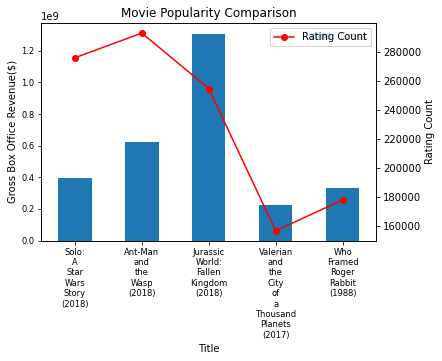 Movie Popularity Comparison
1e9
Rating Count
1.2
1.0
0.8
0.6
0.4
0.2
0.0
Gross Box Office Revenue($)
280000
260000
240000
220000
200000
180000
160000
Rating Count
Solo:
A
Star
Wars
Story
(2018)
Ant-Man
and
the
Wasp
(2018)
Jurassic
World:
Fallen
Kingdom
(2018)
Valerian
and
the
City
of
a
Thousand
Planets
(2017)
Who
Framed
Roger
Rabbit
(1988)
Title